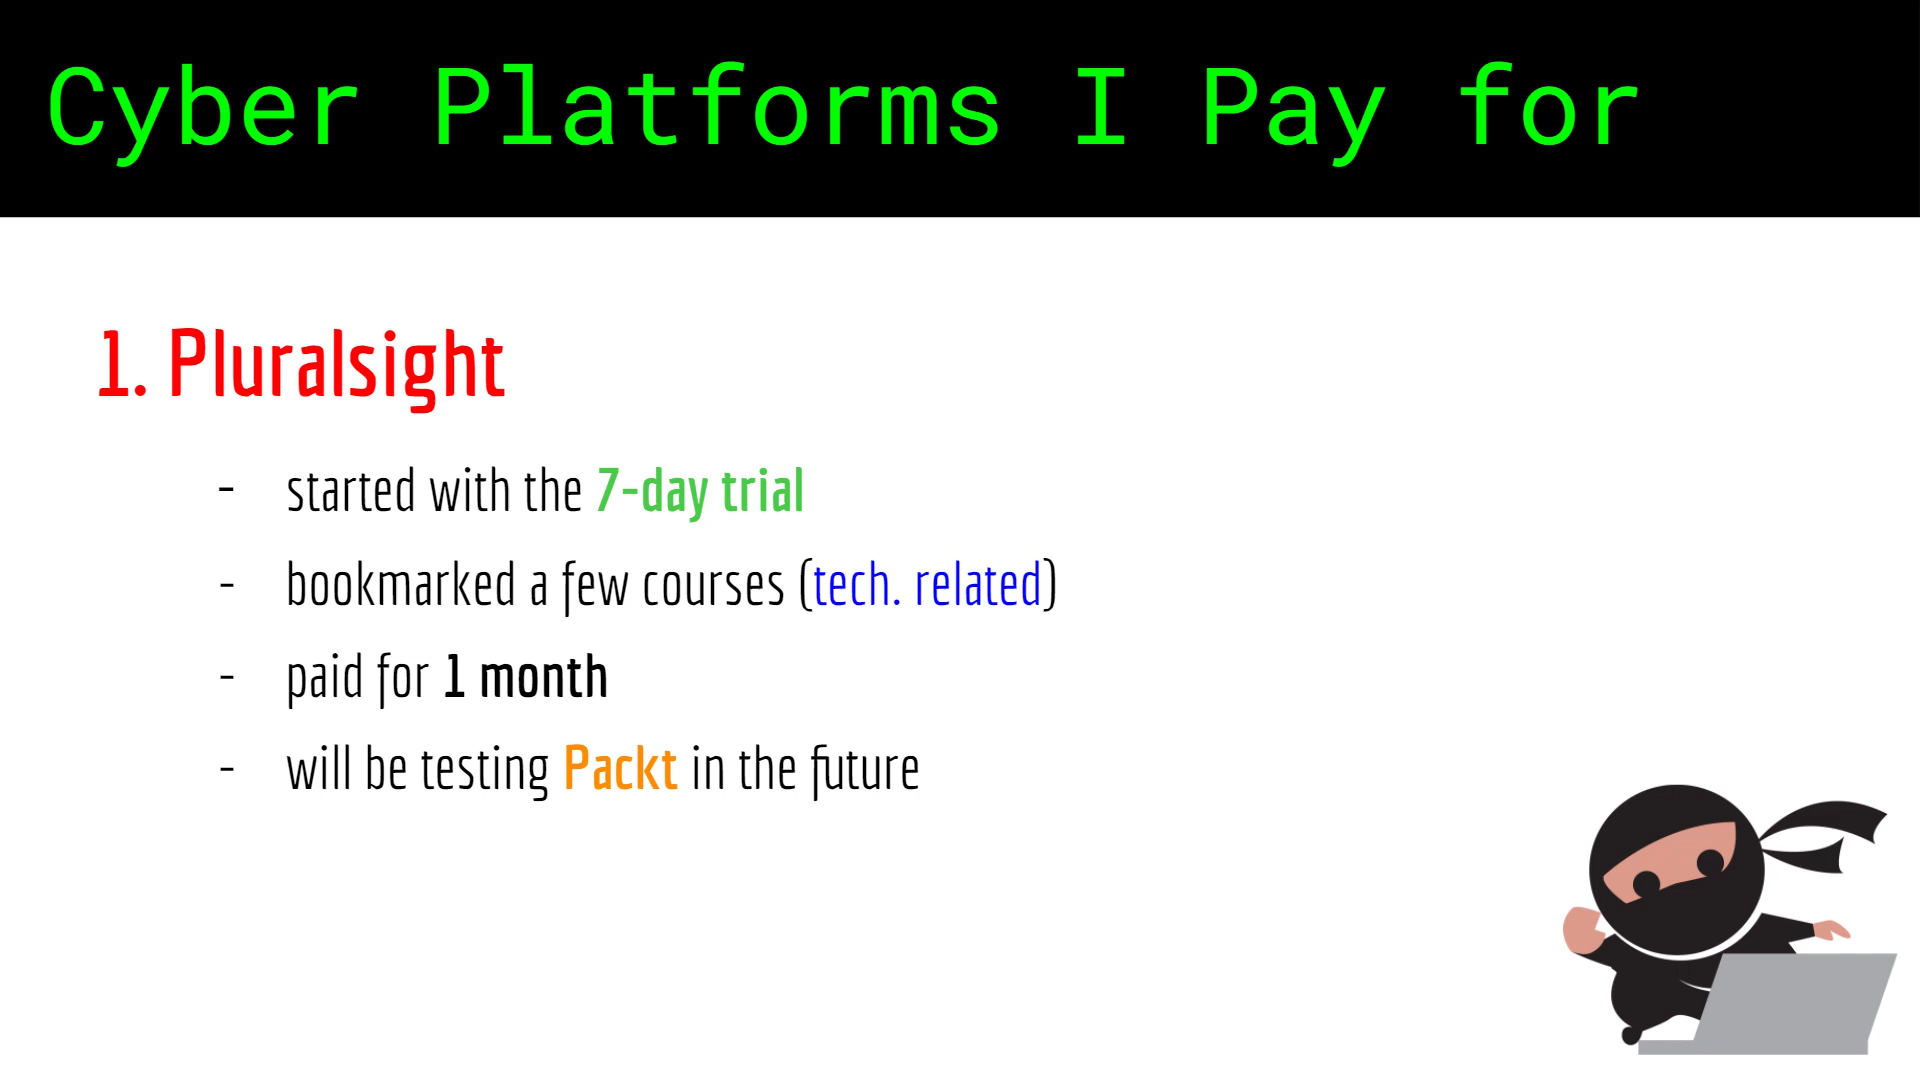 Cyber Platforms I Pay for
1. Pluralsight
- started with the 7-day trial
- bookmarked a few courses (tech. related)
- paid for 1 month
- will be testing Packt in the future